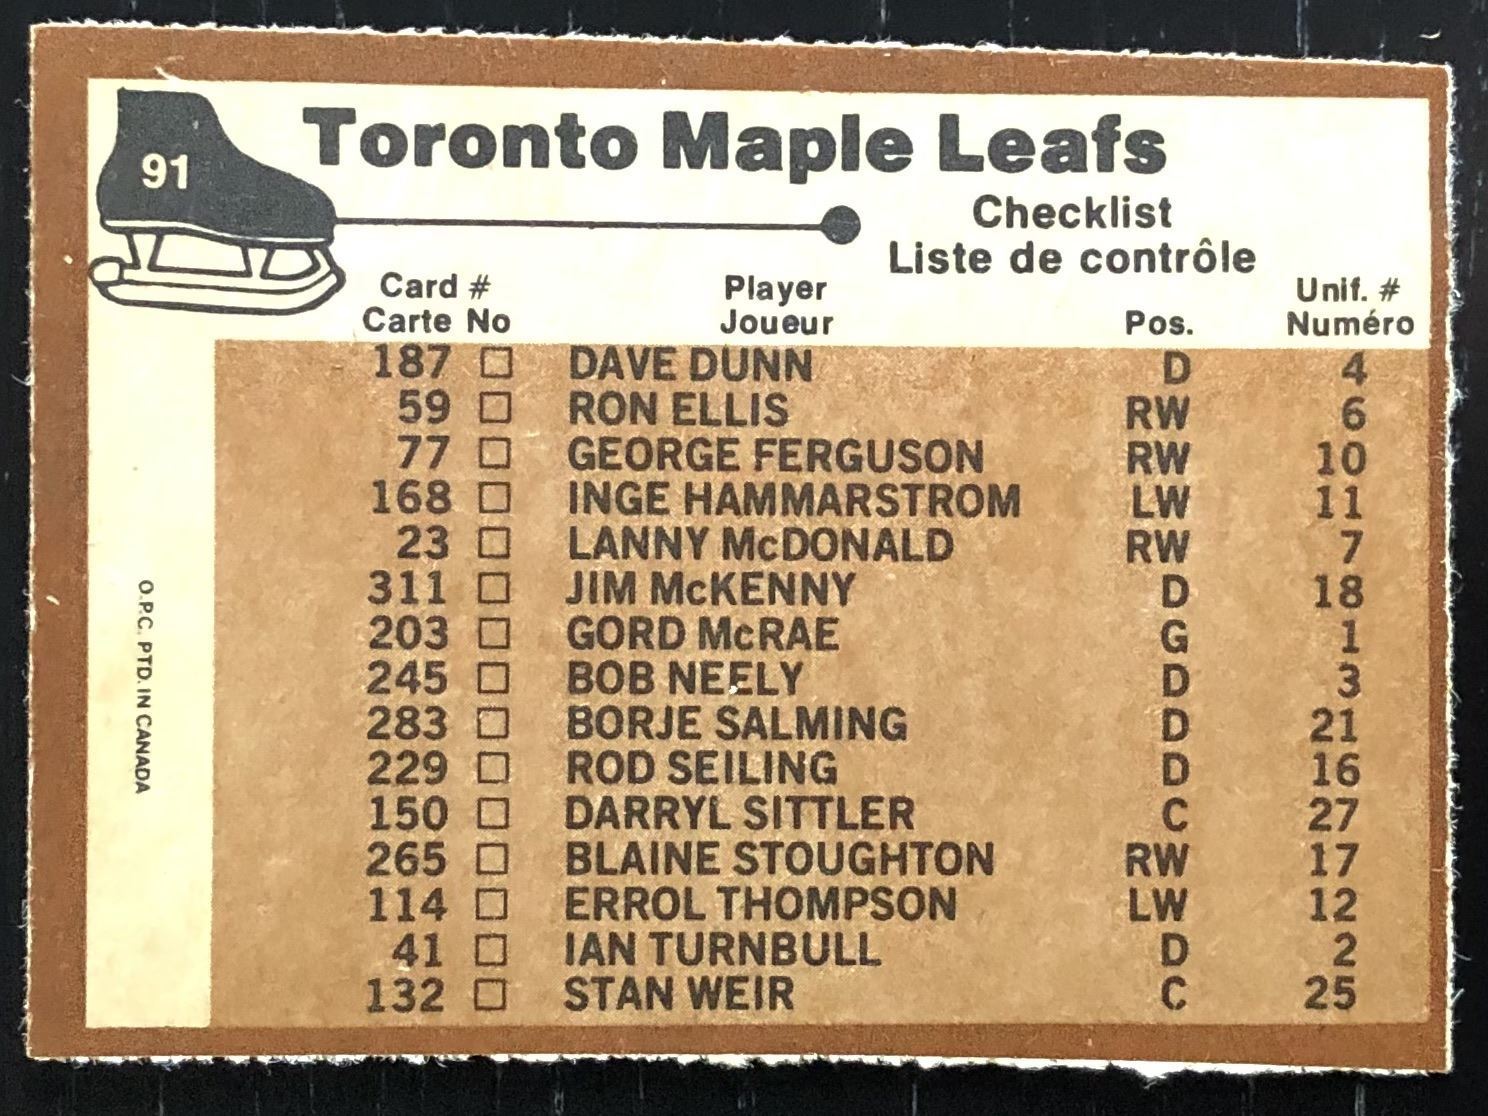 91
Toronto Maple Leafs
Checklist
Liste de contrôle
Card # Player Unif. #
Carte No Joueur Pos. Numéro
187 □ DAVE DUNN D 4
59 □ RON ELLIS RW 6
77 □ GEORGE FERGUSON RW 10
168 □ INGE HAMMARSTROM LW 11
23 □ LANNY McDONALD RW 7
311 □ JIM McKENNY D 18
203 □ GORD McRAE G 1
245 □ BOB NEELY D 3
283 □ BORJE SALMING D 21
229 □ ROD SEILING D 16
150 □ DARRYL SITTLER C 27
265 □ BLAINE STOUGHTON RW 17
114 □ ERROL THOMPSON LW 12
41 □ IAN TURNBULL D 2
132 □ STAN WEIR C 25
O.P.C. PTD. IN CANADA